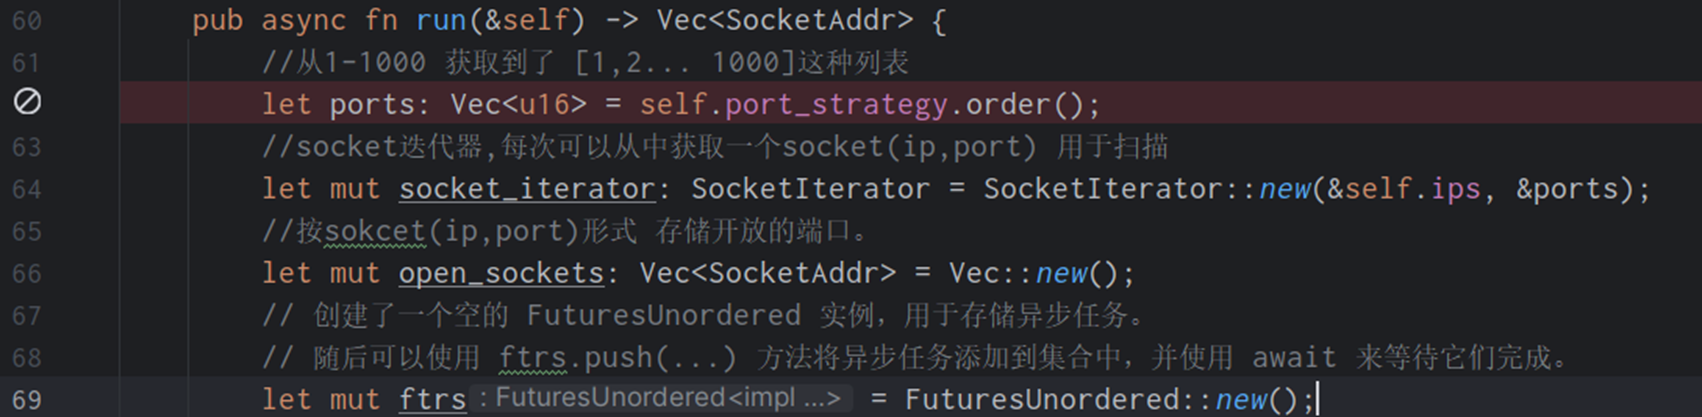 60 pub async fn run(&self) -> Vec<SocketAddr> {
61 //从1-1000 获取到了 [1,2... 1000]这种列表
let ports: Vec<u16> = self.port_strategy.order();
63 //socket迭代器,每次可以从中获取一个socket(ip,port) 用于扫描
64 let mut socket_iterator: SocketIterator = SocketIterator::new(&self.ips, &ports);
65 //按sokcet(ip,port)形式 存储开放的端口。
66 let mut open_sockets: Vec<SocketAddr> = Vec::new();
67 // 创建了一个空的 FuturesUnordered 实例，用于存储异步任务。
68 // 随后可以使用 ftrs.push(...) 方法将异步任务添加到集合中，并使用 await 来等待它们完成。
69 let mut ftrs : FuturesUnordered<impl ...> = FuturesUnordered::new();